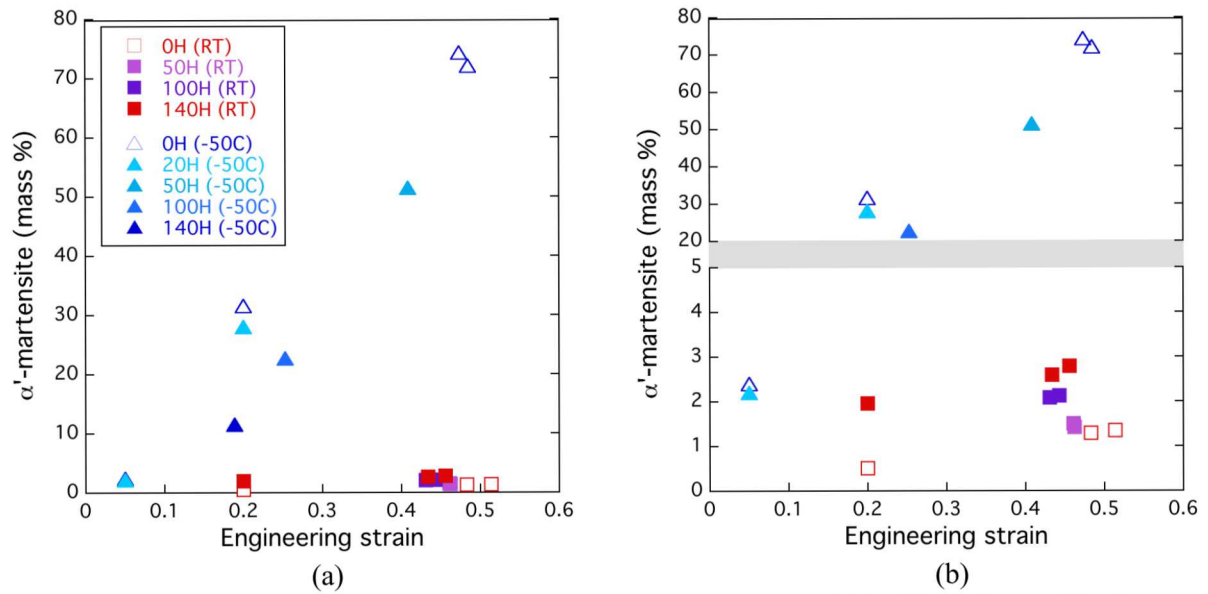 80
70
60
50
40
30
20
10
0
α'-martensite (mass %)
0H (RT)
50H (RT)
100H (RT)
140H (RT)
0H (-50C)
20H (-50C)
50H (-50C)
100H (-50C)
140H (-50C)
0 0.1 0.2 0.3 0.4 0.5 0.6
Engineering strain
(a)
80
70
60
50
40
30
20
5
4
3
2
1
0
α'-martensite (mass %)
0 0.1 0.2 0.3 0.4 0.5 0.6
Engineering strain
(b)